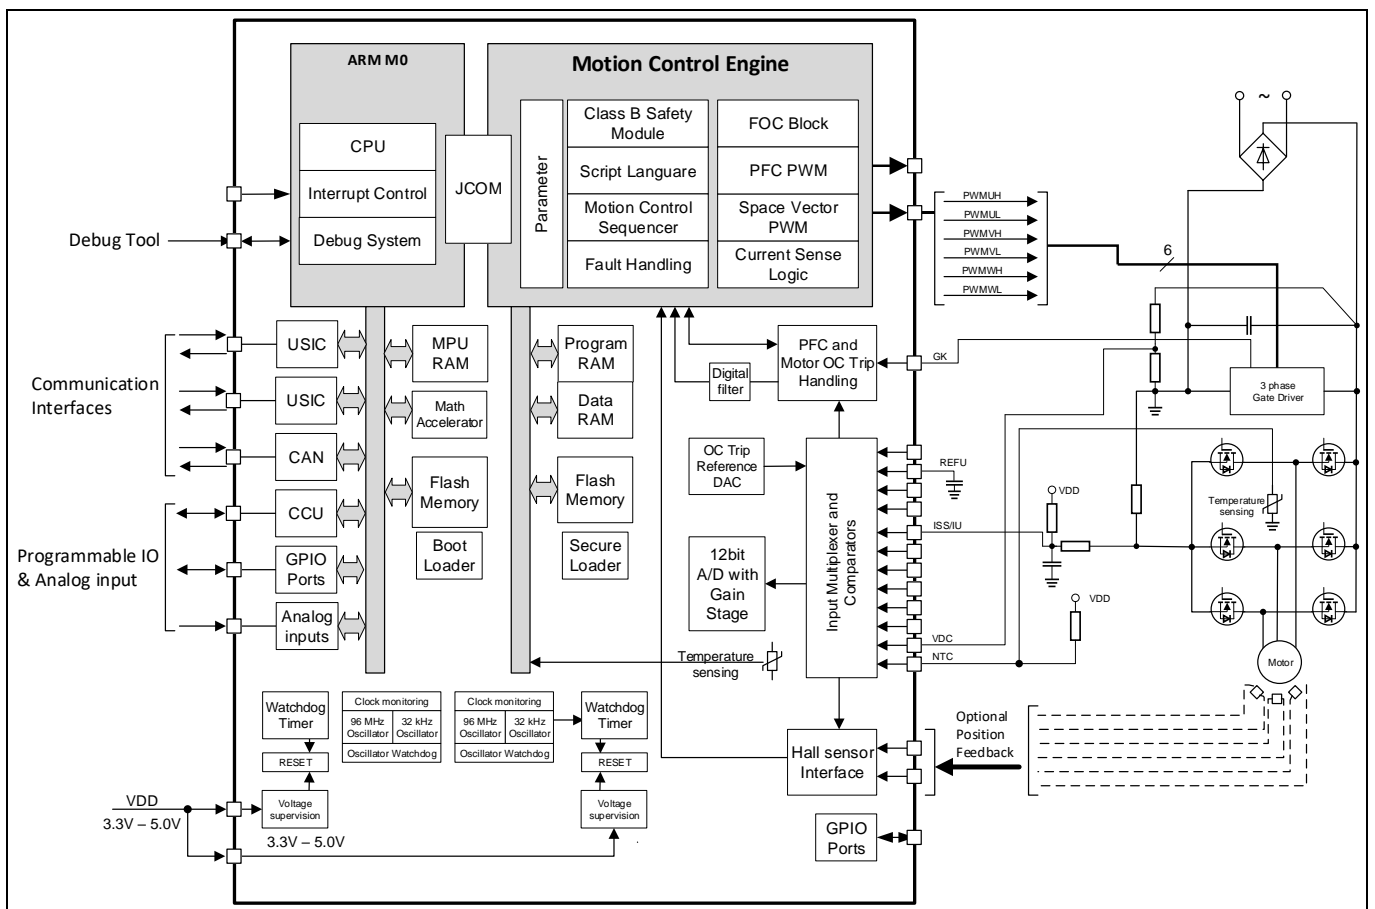 ARM M0
CPU
Interrupt Control
Debug System
JCOM
Motion Control Engine
Parameter
Class B Safety
Module
Script Languare
Motion Control
Sequencer
Fault Handling
FOC Block
PFC PWM
Space Vector
PWM
Current Sense
Logic
Debug Tool
Communication
Interfaces
Programmable IO
& Analog input
USIC
USIC
CAN
CCU
GPIO
Ports
Analog
inputs
MPU
RAM
Math
Accelerator
Flash
Memory
Boot
Loader
Program
RAM
Data
RAM
Flash
Memory
Secure
Loader
Digital
filter
PFC and
Motor OC Trip
Handling
OC Trip
Reference
DAC
12bit
A/D with
Gain
Stage
Input Multiplexer and
Comparators
Temperature
sensing
Hall sensor
Interface
GPIO
Ports
Watchdog
Timer
RESET
Voltage
supervision
Clock monitoring
96 MHz
Oscillator
32 kHz
Oscillator
Oscillator Watchdog
Clock monitoring
96 MHz
Oscillator
32 kHz
Oscillator
Oscillator Watchdog
Watchdog
Timer
RESET
Voltage
supervision
VDD
3.3V – 5.0V
3.3V – 5.0V
PWMUH
PWMUL
PWMVH
PWMVL
PWMWH
PWMWL
6
~
GK
3 phase
Gate Driver
REFU
ISS/IU
VDC
NTC
VDD
VDD
Temperature
sensing
Motor
Optional
Position
Feedback